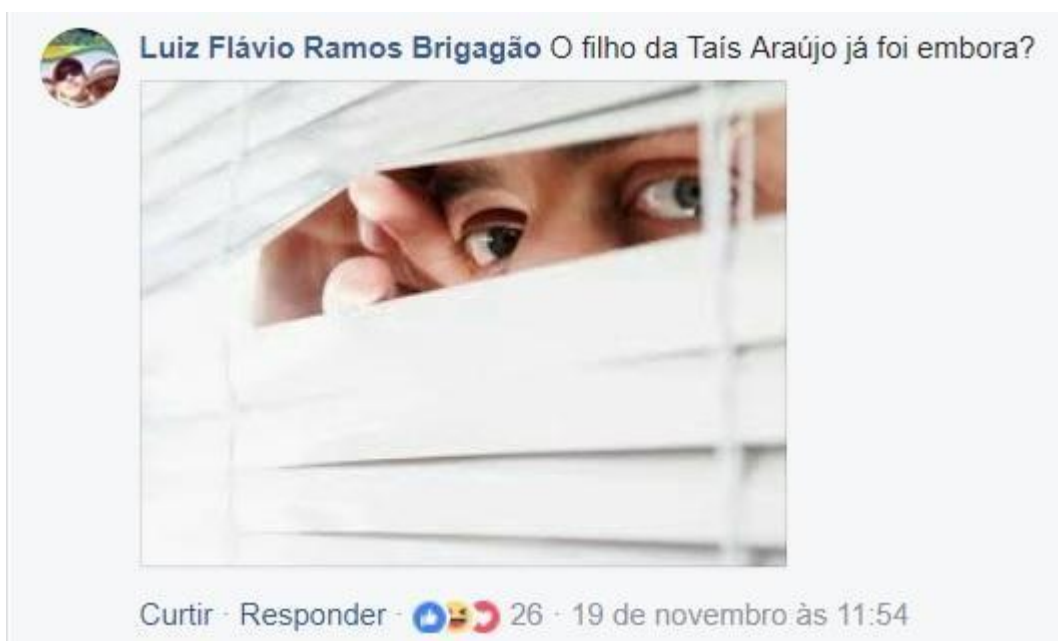 Luiz Flávio Ramos Brigagão O filho da Taís Araújo já foi embora?
Curtir · Responder · 26 · 19 de novembro às 11:54